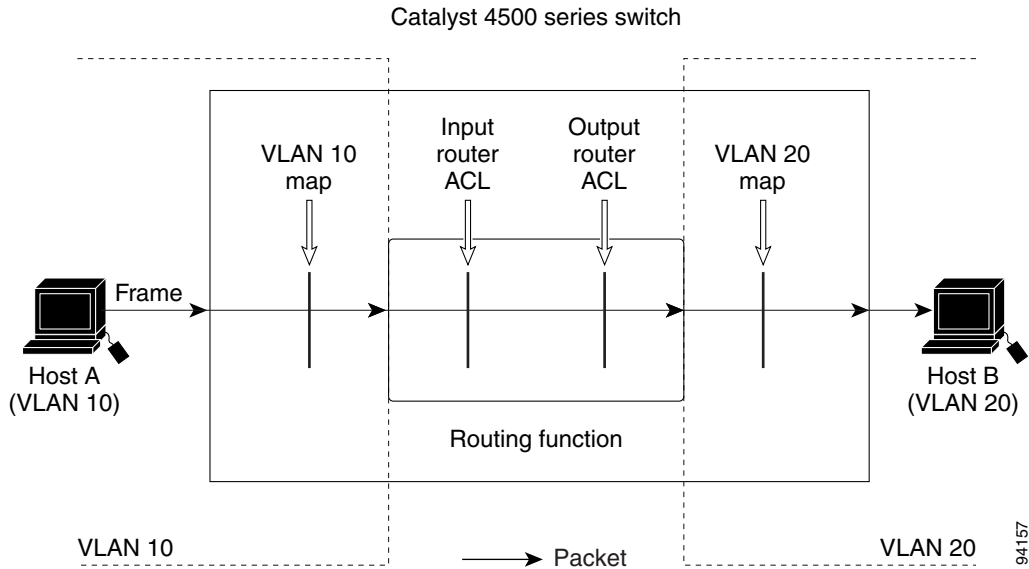 Catalyst 4500 series switch
VLAN 10
map
Input
router
ACL
Output
router
ACL
VLAN 20
map
Frame
Host A
(VLAN 10)
Host B
(VLAN 20)
Routing function
VLAN 10
Packet
VLAN 20
94157